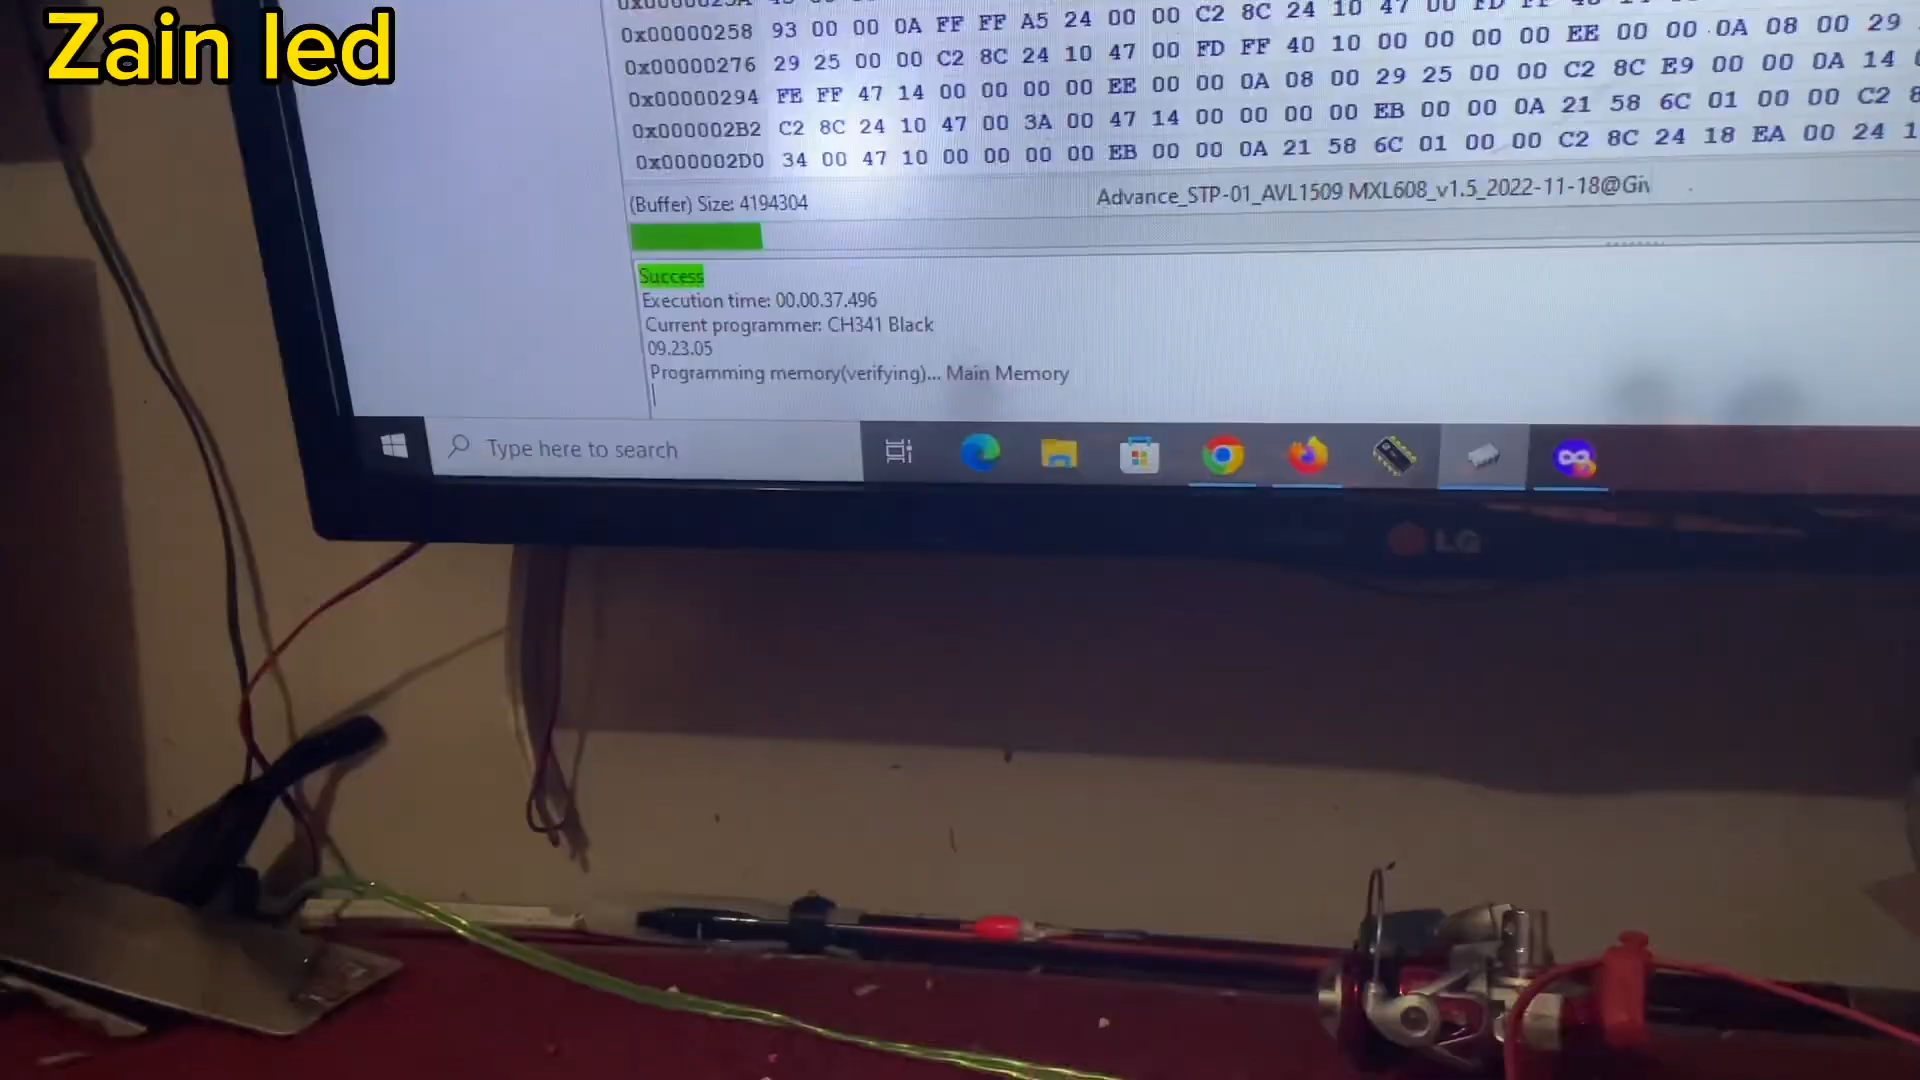 Zain led
0x00000258 93 00 00 0A FF FF A5 24 00 00 C2 8C 24 10 47 00 FD FF
0x00000276 29 25 00 00 C2 8C 24 10 47 00 FD FF 40 10 00 00 00 00 EE 00 00 0A 08 00 29
0x00000294 FE FF 47 14 00 00 00 00 EE 00 00 0A 08 00 29 25 00 00 C2 8C E9 00 00 0A 14
0x000002B2 C2 8C 24 10 47 00 3A 00 47 14 00 00 00 00 EB 00 00 0A 21 58 6C 01 00 00 C2
0x000002D0 34 00 47 10 00 00 00 00 EB 00 00 0A 21 58 6C 01 00 00 C2 8C 24 18 EA 00 24
(Buffer) Size: 4194304
Advance_STP-01_AVL1509 MXL608_v1.5_2022-11-18@Giv
Success
Execution time: 00.00.37.496
Current programmer: CH341 Black
09.23.05
Programming memory(verifying)... Main Memory
Type here to search
LG